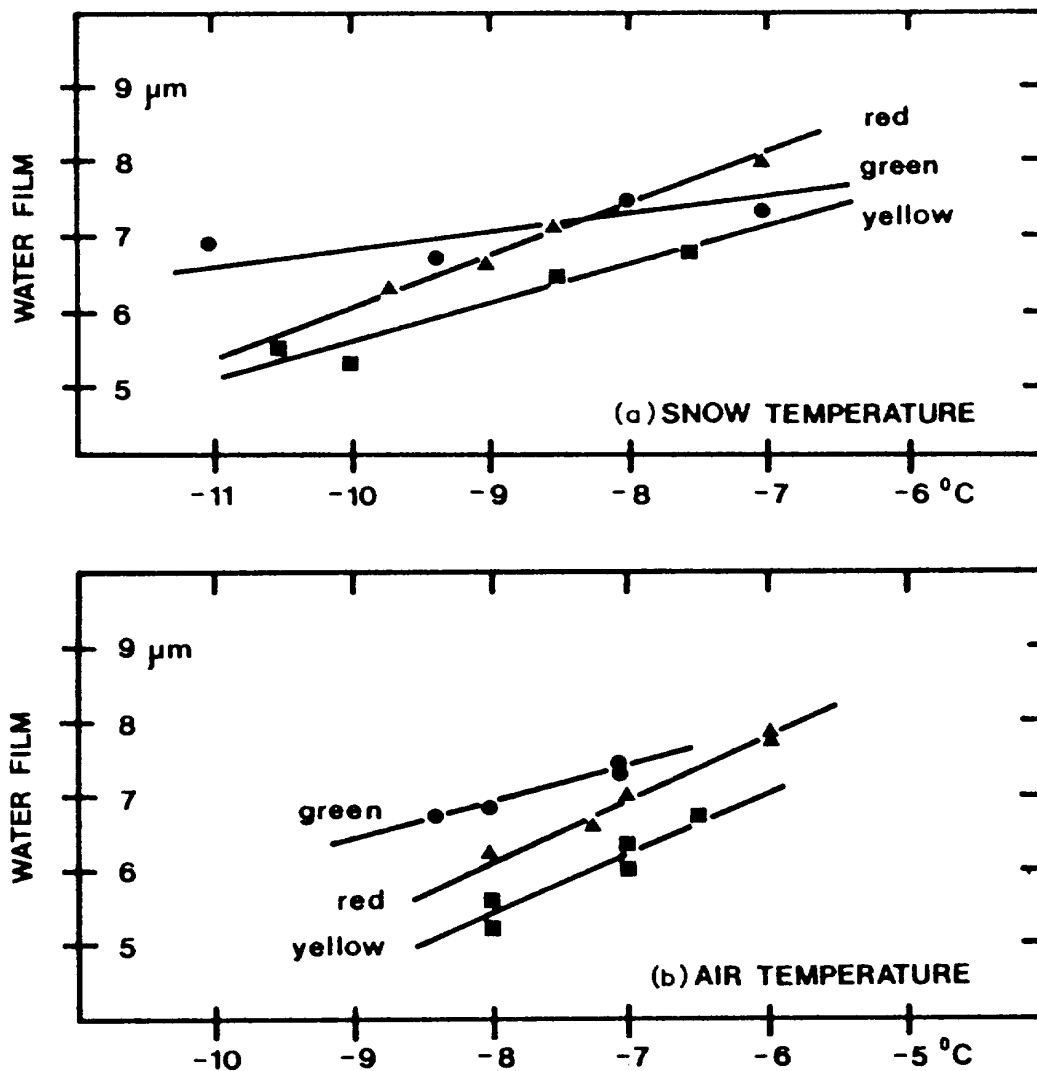 9 µm
red
8
green
yellow
7
6
5
WATER FILM
(a) SNOW TEMPERATURE
-11 -10 -9 -8 -7 -6 °C
9 µm
8
7
green
6
red
yellow
5
WATER FILM
(b) AIR TEMPERATURE
-10 -9 -8 -7 -6 -5 °C